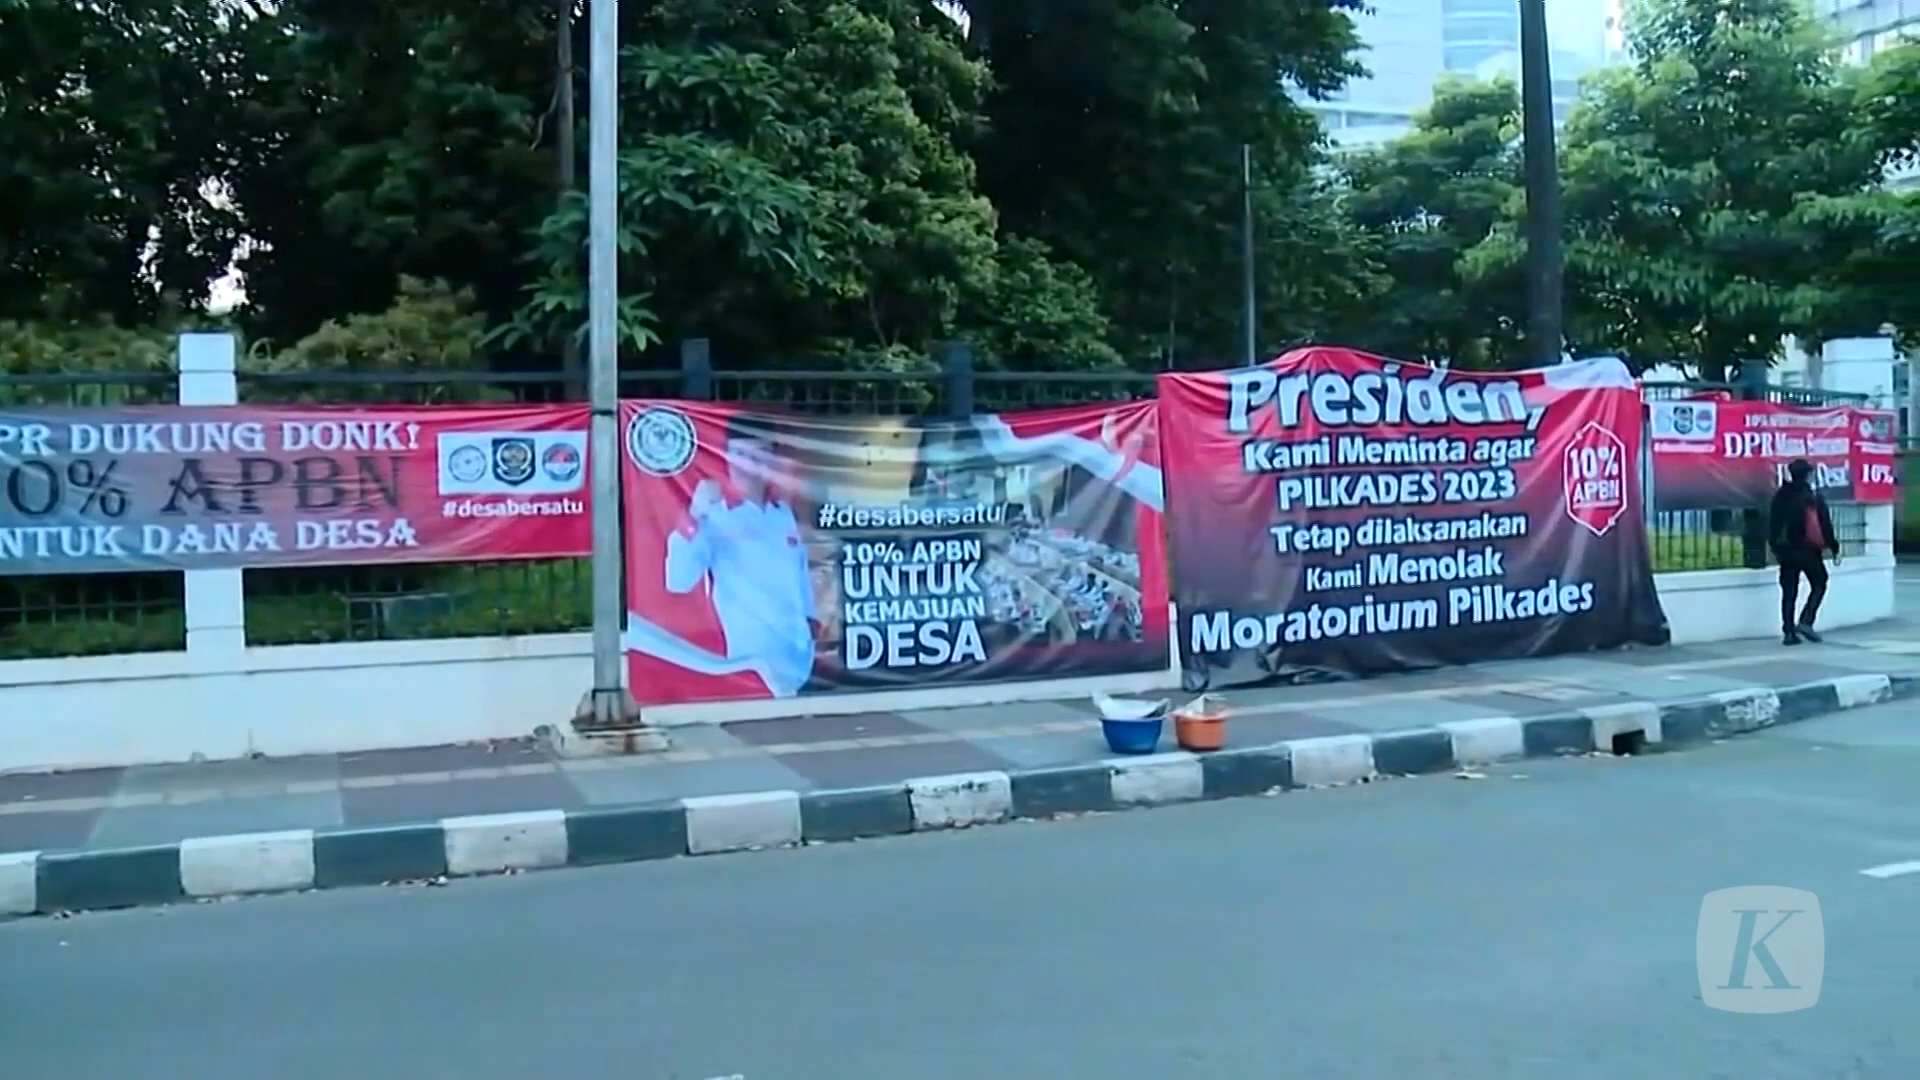 PR DUKUNG DONK!
0% APBN
NTUK DANA DESA
#desabersatu
#desabersatu
10% APBN
UNTUK
KEMAJUAN
DESA
Presiden,
Kami Meminta agar
PILKADES 2023
Tetap dilaksanakan
Kami Menolak
Moratorium Pilkades
10%
APBN
DPR
10%
K